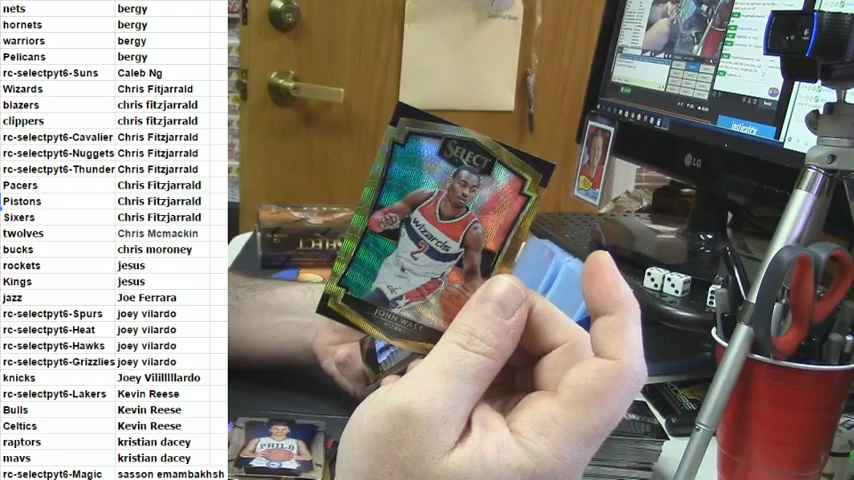 nets bergy
hornets bergy
warriors bergy
Pelicans bergy
rc-selectpyt6-Suns Caleb Ng
Wizards Chris Fitjarrald
blazers chris fitzjarrald
clippers chris fitzjarrald
rc-selectpyt6-Cavalier Chris Fitzjarrald
rc-selectpyt6-Nuggets Chris Fitzjarrald
rc-selectpyt6-Thunder Chris Fitzjarrald
Pacers Chris Fitzjarrald
Pistons Chris Fitzjarrald
Sixers Chris Fitzjarrald
twolves Chris Mcmackin
bucks chris moroney
rockets jesus
Kings jesus
jazz Joe Ferrara
rc-selectpyt6-Spurs joey vilardo
rc-selectpyt6-Heat joey vilardo
rc-selectpyt6-Hawks joey vilardo
rc-selectpyt6-Grizzlies joey vilardo
knicks Joey Villlllllardo
rc-selectpyt6-Lakers Kevin Reese
Bulls Kevin Reese
Celtics Kevin Reese
raptors kristian dacey
mavs kristian dacey
rc-selectpyt6-Magic sasson emambakhsh
SELECT
wizards
2
JOHN WALL
SELECT
LG
PHILA